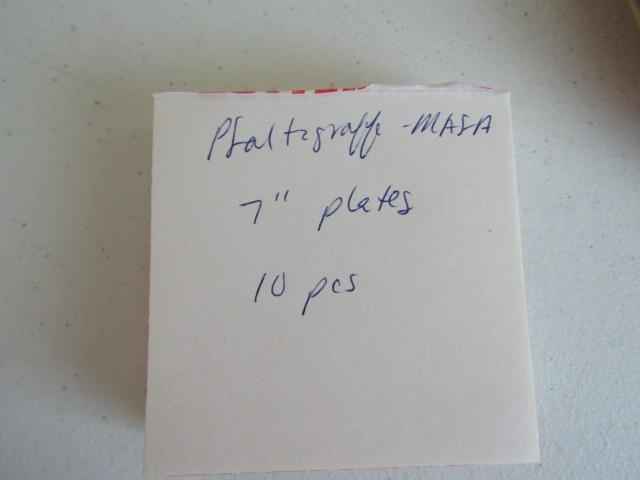 Pfaltzgraff - MASA
7" plates
10 pcs